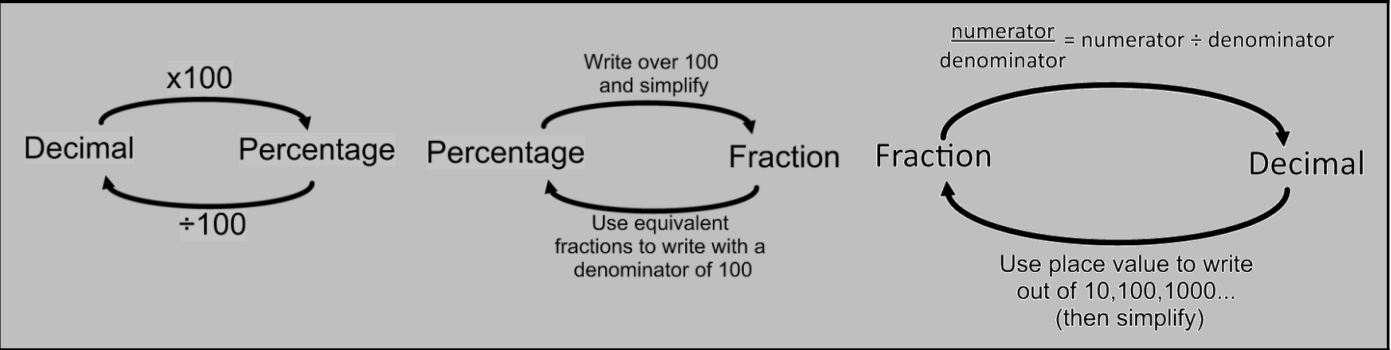 x100
Decimal
Percentage
÷100
Write over 100
and simplify
Percentage
Fraction
Use equivalent
fractions to write with a
denominator of 100
numerator
denominator
= numerator ÷ denominator
Fraction
Decimal
Use place value to write
out of 10,100,1000...
(then simplify)